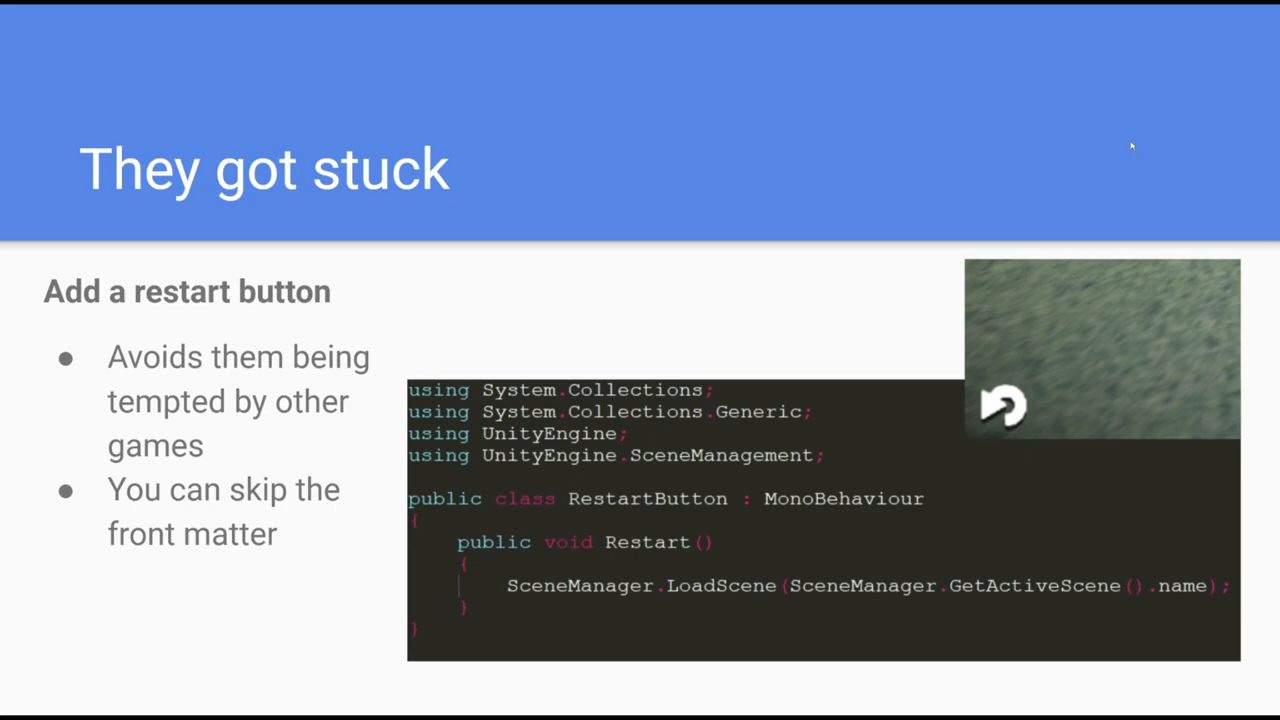 They got stuck
Add a restart button
● Avoids them being
tempted by other
games
● You can skip the
front matter
using System.Collections;
using System.Collections.Generic;
using UnityEngine;
using UnityEngine.SceneManagement;
public class RestartButton : MonoBehaviour
{
    public void Restart()
    {
        SceneManager.LoadScene(SceneManager.GetActiveScene().name);
    }
}